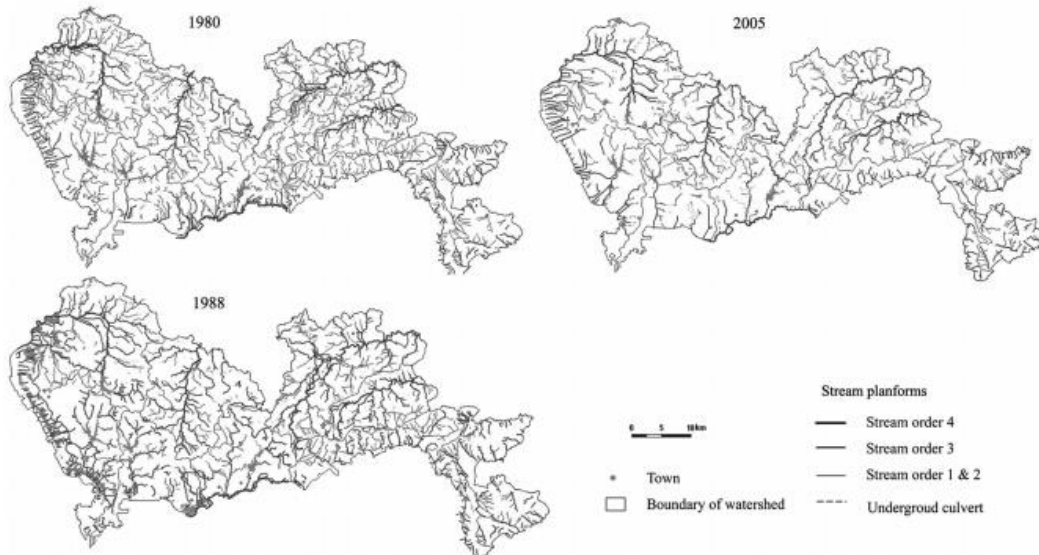 1980
2005
1988
Stream planforms
Stream order 4
Stream order 3
Stream order 1 & 2
Undergroud culvert
0 5 10km
Town
Boundary of watershed